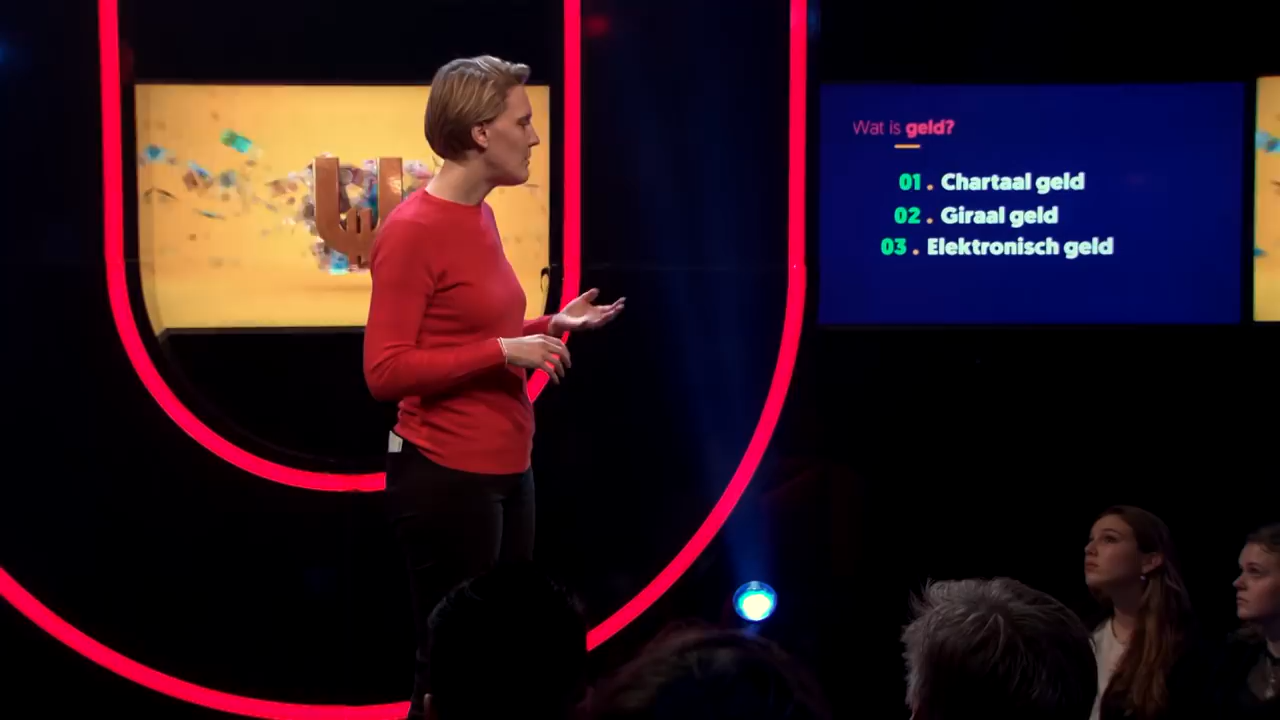 Wat is geld?
01. Chartaal geld
02. Giraal geld
03. Elektronisch geld